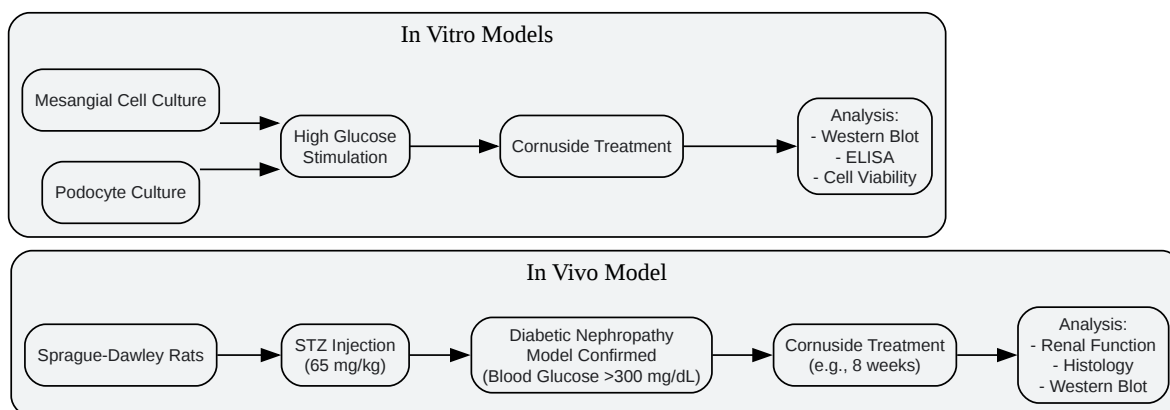 In Vitro Models
Mesangial Cell Culture
Podocyte Culture
High Glucose
Stimulation
Cornuside Treatment
Analysis:
- Western Blot
- ELISA
- Cell Viability
In Vivo Model
Sprague-Dawley Rats
STZ Injection
(65 mg/kg)
Diabetic Nephropathy
Model Confirmed
(Blood Glucose >300 mg/dL)
Cornuside Treatment
(e.g., 8 weeks)
Analysis:
- Renal Function
- Histology
- Western Blot